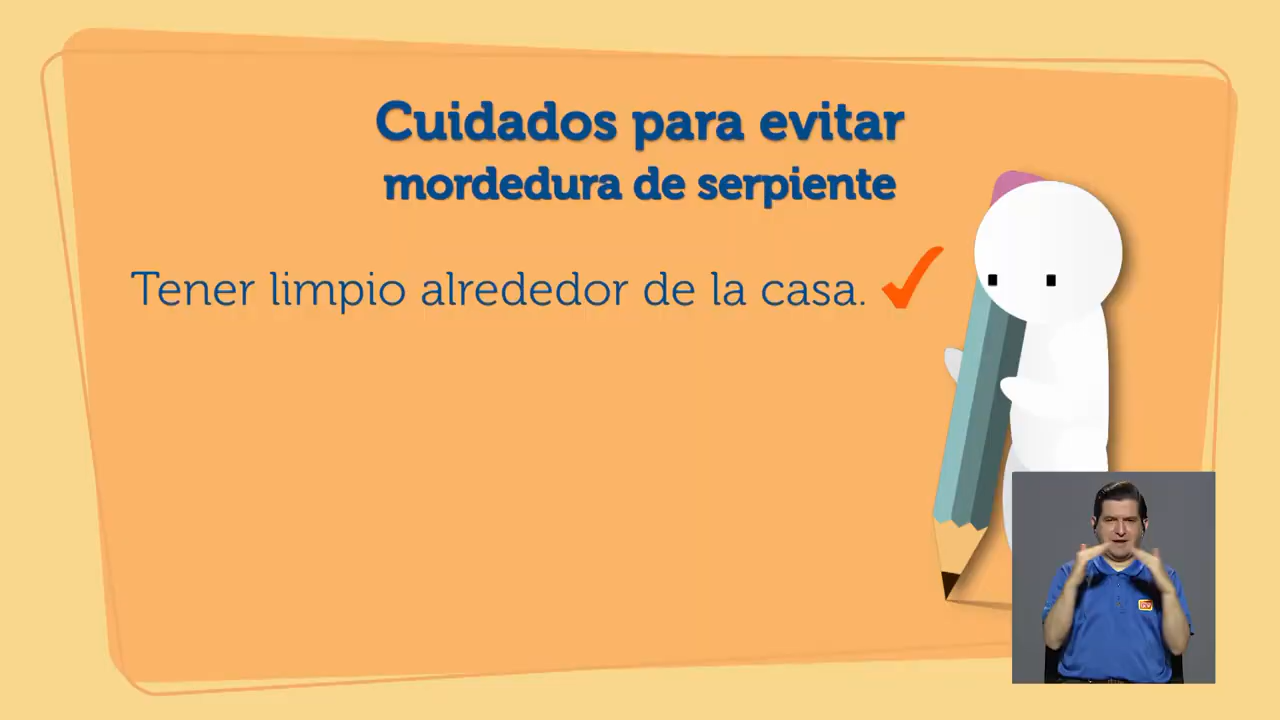 Cuidados para evitar
mordedura de serpiente
Tener limpio alrededor de la casa.